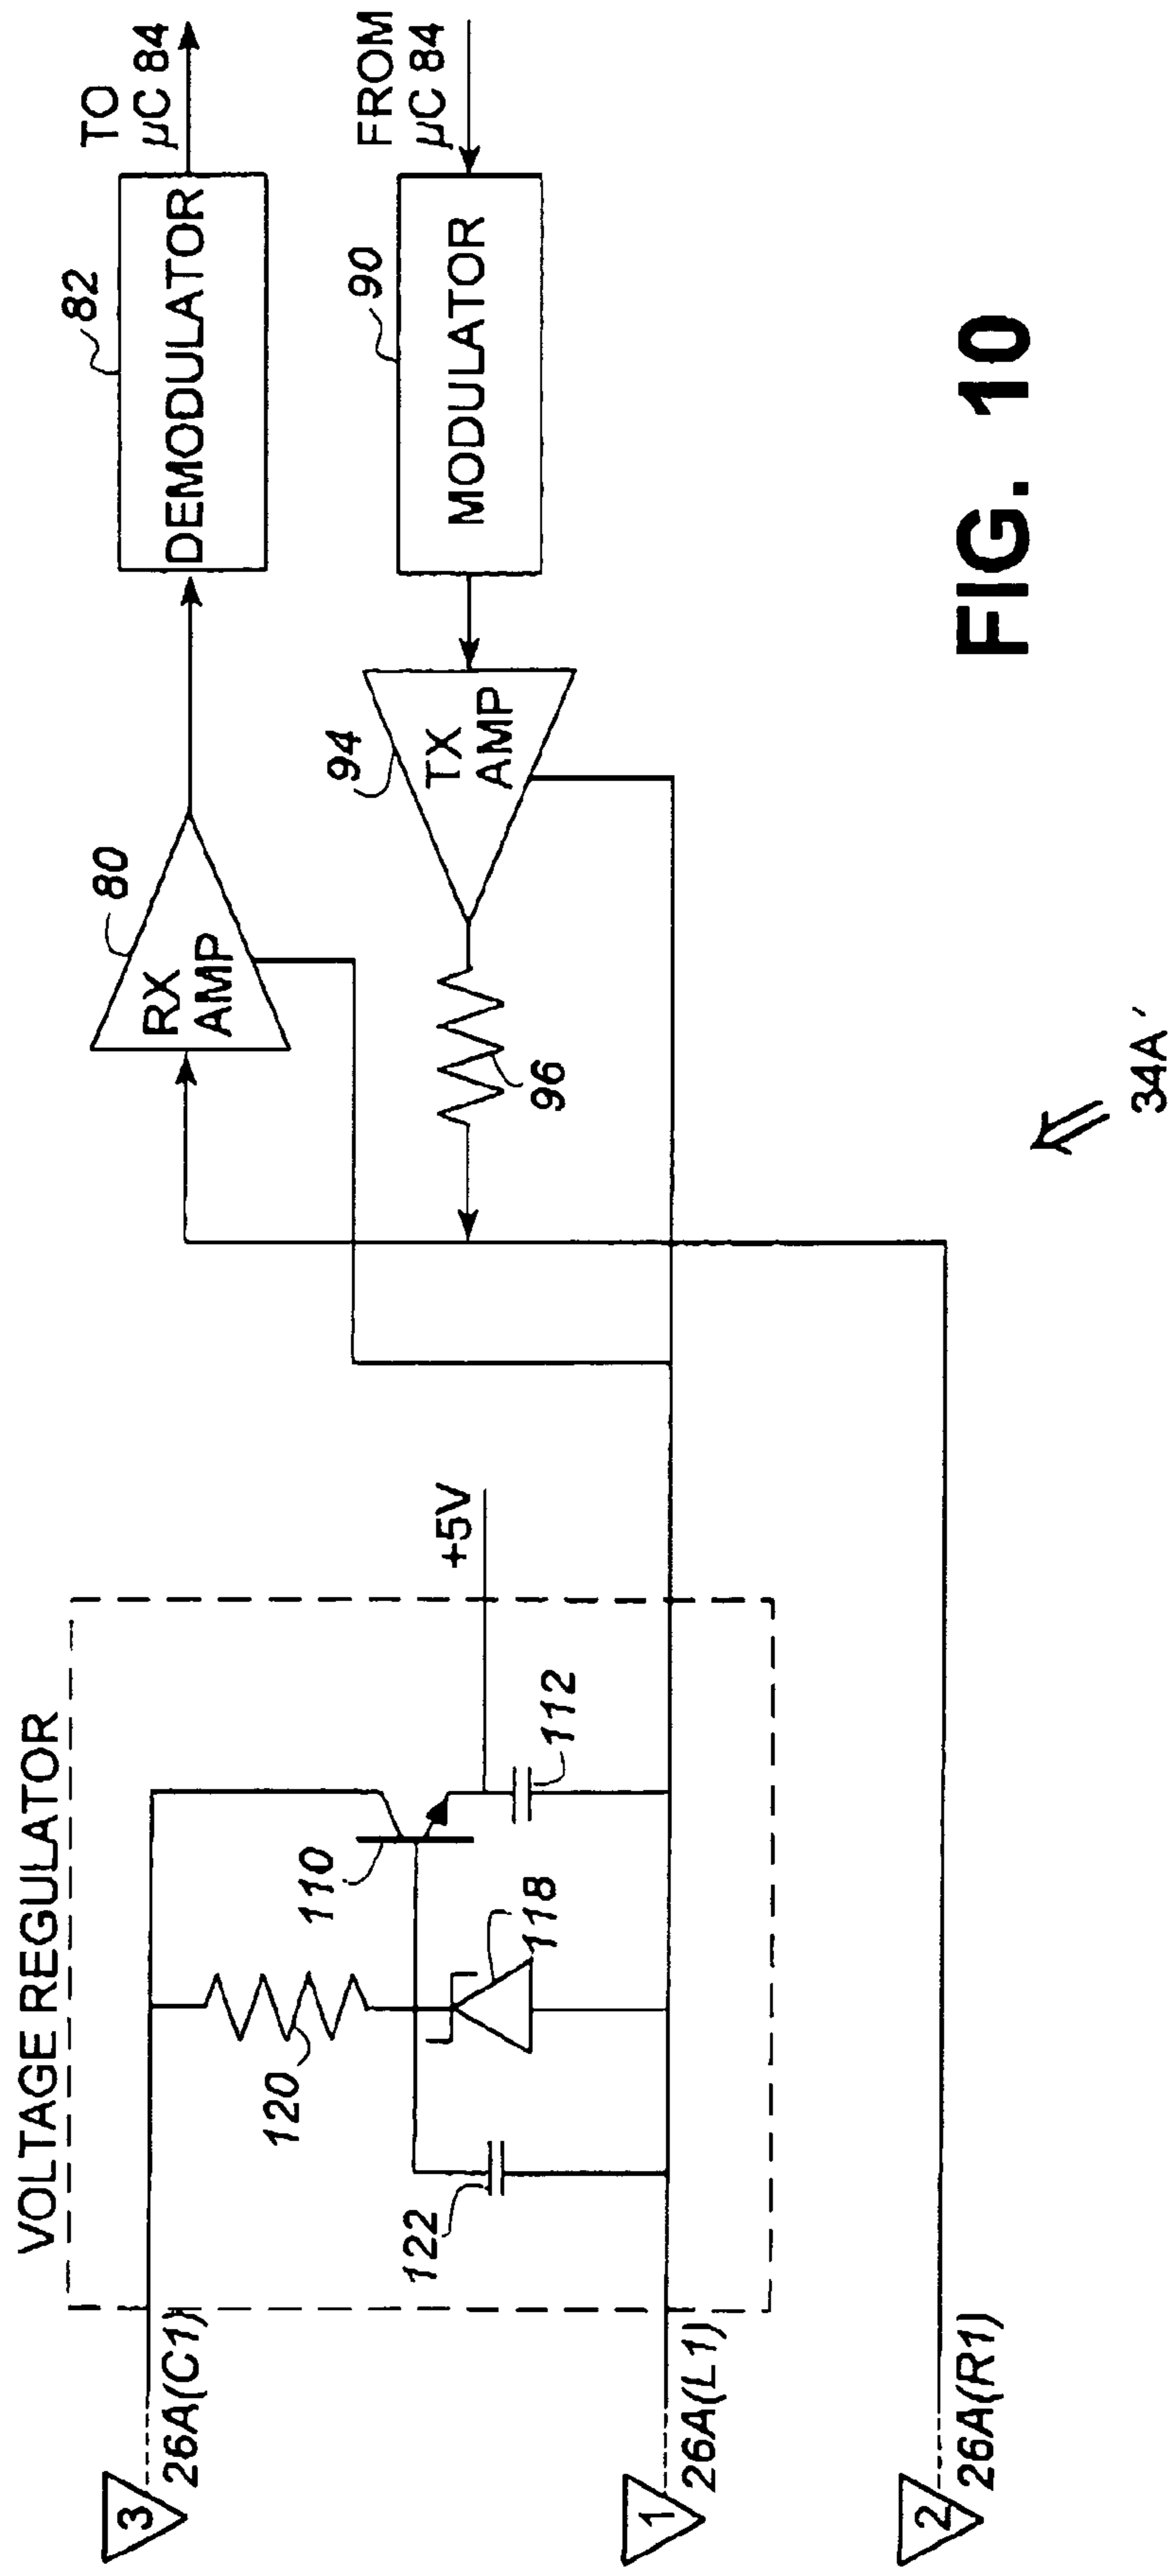 VOLTAGE REGULATOR
3
26A(C1)
120
110
118
122
112
+5V
1
26A(L1)
2
26A(R1)
80
RX
AMP
82
DEMODULATOR
TO
µC 84
94
TX
AMP
96
90
MODULATOR
FROM
µC 84
34A'
FIG. 10